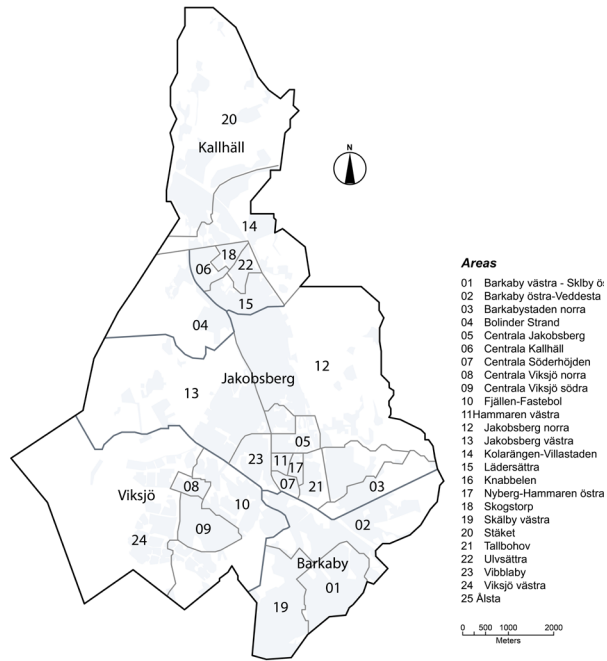 20
Kallhäll
N
14
18
06
22
15
04
12
Jakobsberg
13
05
23
11
17
07
21
03
08
Viksjö
10
09
02
24
Barkaby
01
19
Areas
01 Barkaby västra - Sklby ös
02 Barkaby östra-Veddesta
03 Barkabystaden norra
04 Bolinder Strand
05 Centrala Jakobsberg
06 Centrala Kallhäll
07 Centrala Söderhöjden
08 Centrala Viksjö norra
09 Centrala Viksjö södra
10 Fjällen-Fastebol
11Hammaren västra
12 Jakobsberg norra
13 Jakobsberg västra
14 Kolarängen-Villastaden
15 Lädersättra
16 Knabbelen
17 Nyberg-Hammaren östra
18 Skogstorp
19 Skälby västra
20 Stäket
21 Tallbohov
22 Ulvsättra
23 Vibblaby
24 Viksjö västra
25 Ålsta
0 500 1000 2000
Meters